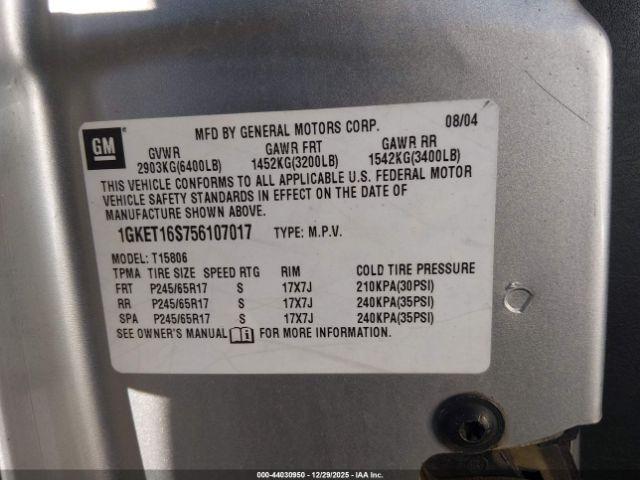 GM
MFD BY GENERAL MOTORS CORP. 08/04
GVWR GAWR FRT GAWR RR
2903KG(6400LB) 1452KG(3200LB) 1542KG(3400LB)
THIS VEHICLE CONFORMS TO ALL APPLICABLE U.S. FEDERAL MOTOR
VEHICLE SAFETY STANDARDS IN EFFECT ON THE DATE OF
MANUFACTURE SHOWN ABOVE.
1GKET16S756107017 TYPE: M.P.V.
MODEL: T15806
TPMA TIRE SIZE SPEED RTG RIM COLD TIRE PRESSURE
FRT P245/65R17 S 17X7J 210KPA(30PSI)
RR P245/65R17 S 17X7J 240KPA(35PSI)
SPA P245/65R17 S 17X7J 240KPA(35PSI)
SEE OWNER'S MANUAL FOR MORE INFORMATION.
000-44030950 - 12/29/2025 - IAA Inc.